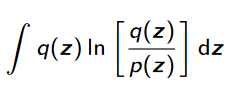 ∫ q(z) ln [ q(z) / p(z) ] dz